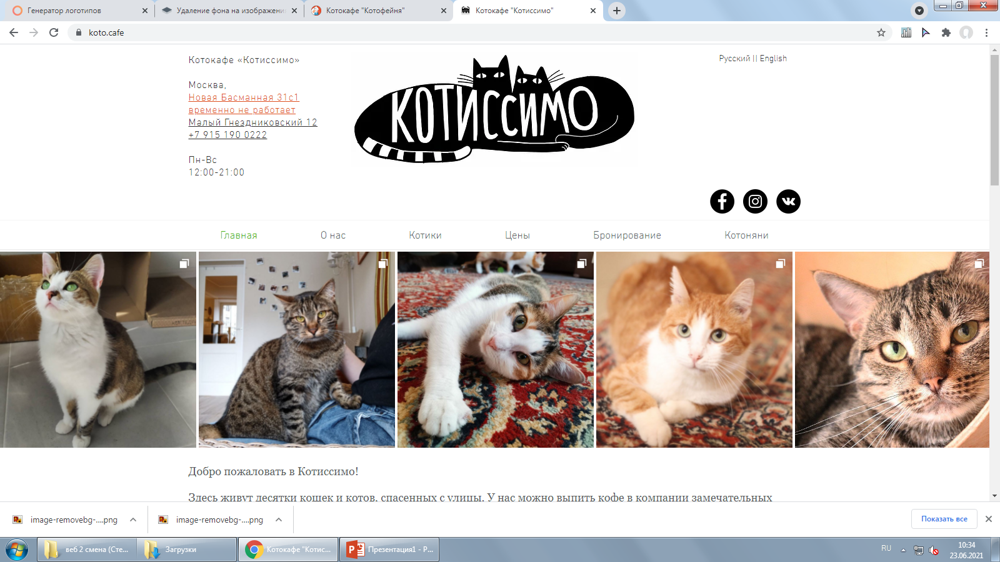 Генератор логотипов
Удаление фона на изображени
Котокафе "Котофейня"
Котокафе "Котиссимо"
koto.cafe
Котокафе «Котиссимо»
Москва,
Новая Басманная 31с1
временно не работает
Малый Гнездниковский 12
+7 915 190 0222
Пн-Вс
12:00-21:00
КОТИССИМО
Русский || English
Главная
О нас
Котики
Цены
Бронирование
Котоняни
Добро пожаловать в Котиссимо!
Здесь живут десятки кошек и котов, спасенных с улицы. У нас можно выпить кофе в компании замечательных
image-removebg-....png
image-removebg-....png
Показать все
веб 2 смена (Сте...
Загрузки
Котокафе "Котис...
Презентация1 - P...
RU
10:34
23.06.2021